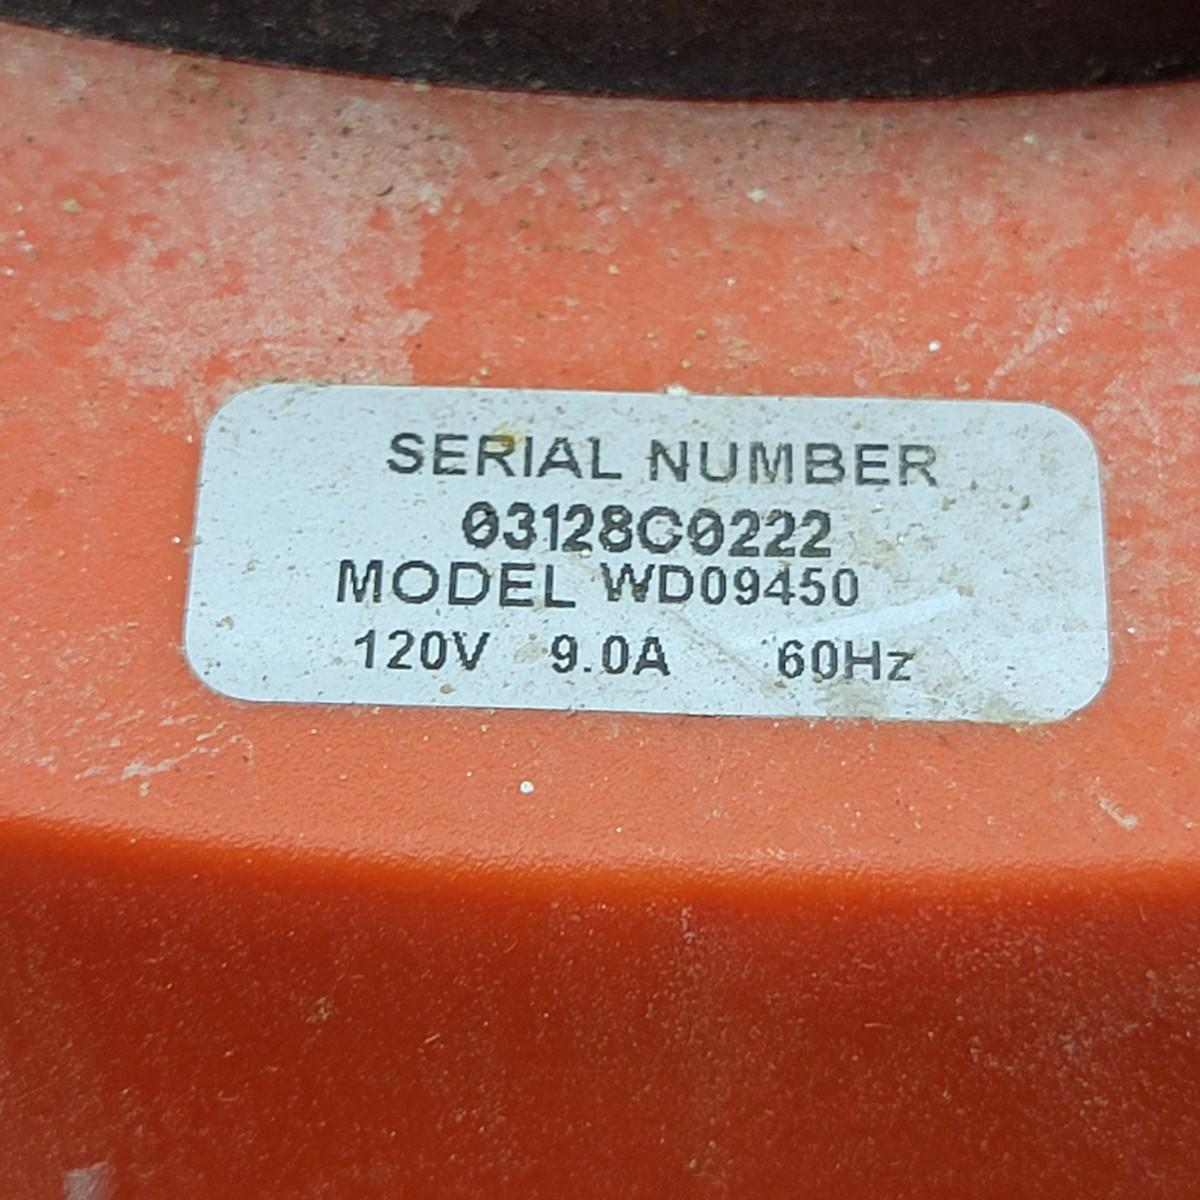 SERIAL NUMBER
03128C0222
MODEL WD09450
120V 9.0A 60Hz